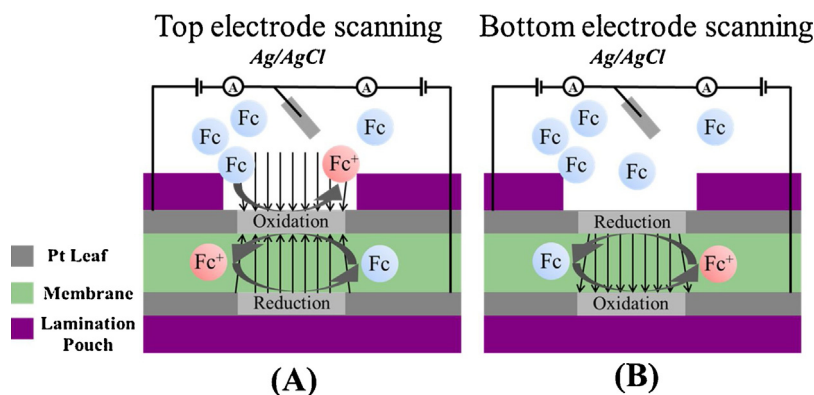 Top electrode scanning
Ag/AgCl
A
A
Fc
Fc
Fc
Fc
Fc⁺
Oxidation
Fc⁺
Fc
Reduction
(A)
Bottom electrode scanning
Ag/AgCl
A
A
Fc
Fc
Fc
Fc
Fc
Reduction
Fc
Fc⁺
Oxidation
(B)
Pt Leaf
Membrane
Lamination
Pouch